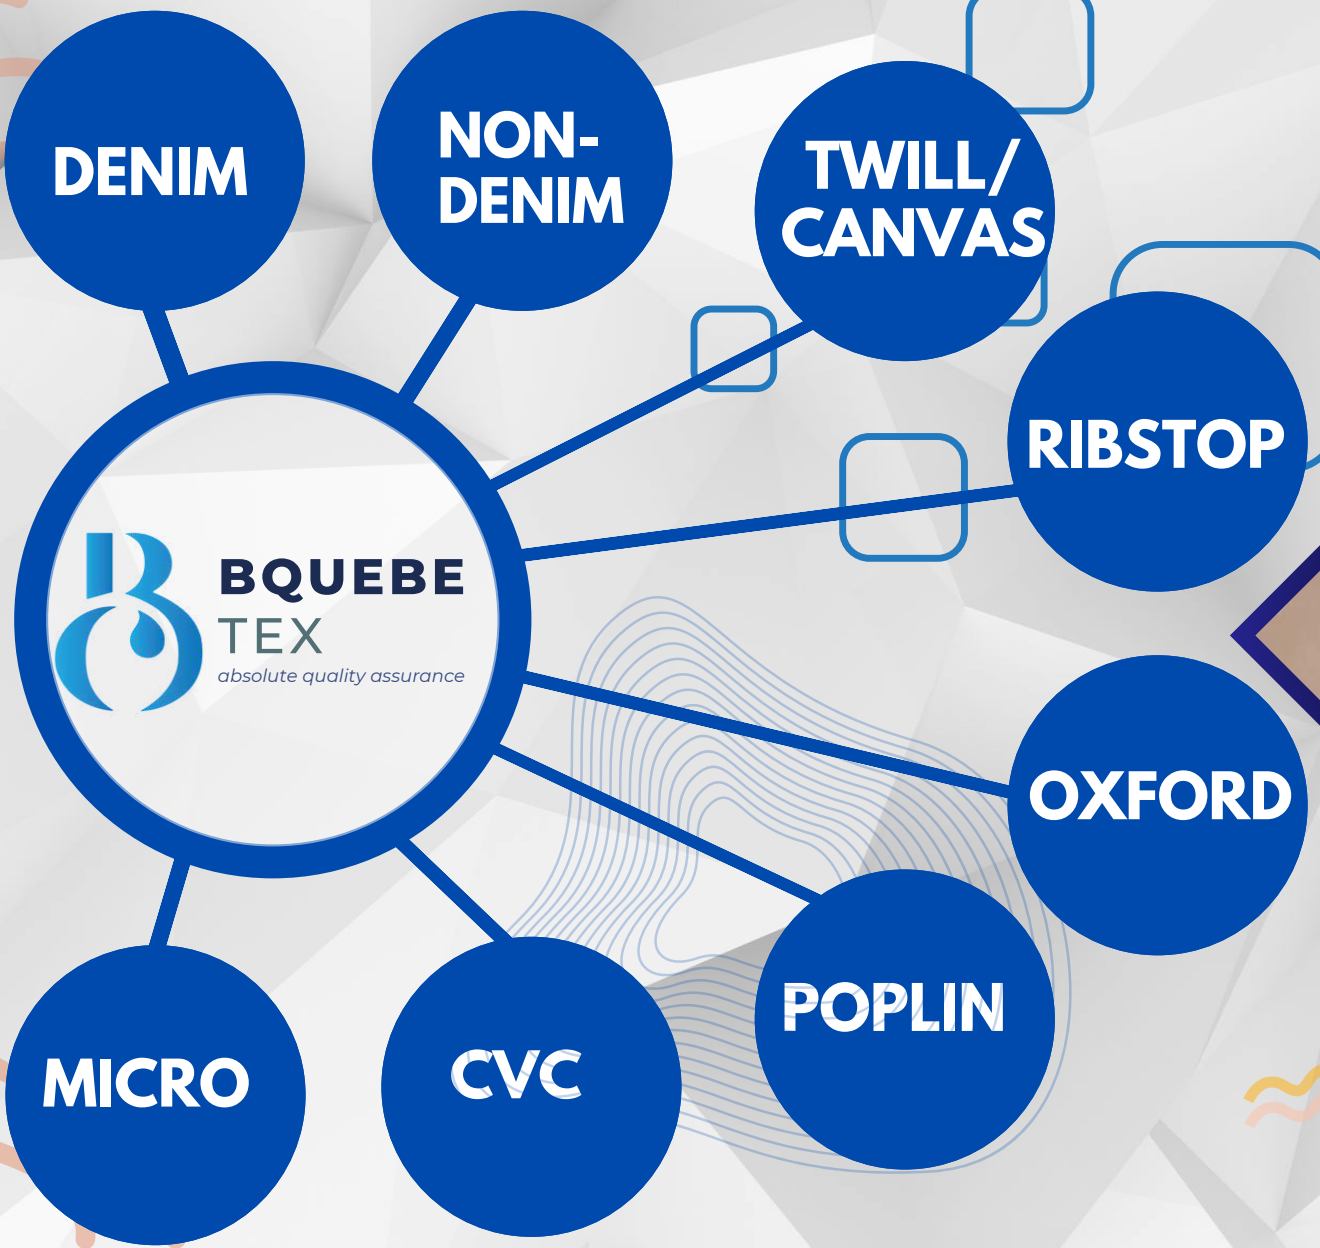 DENIM
NON-
DENIM
TWILL/
CANVAS
RIBSTOP
BQUEBE
TEX
absolute quality assurance
OXFORD
POPLIN
CVC
MICRO